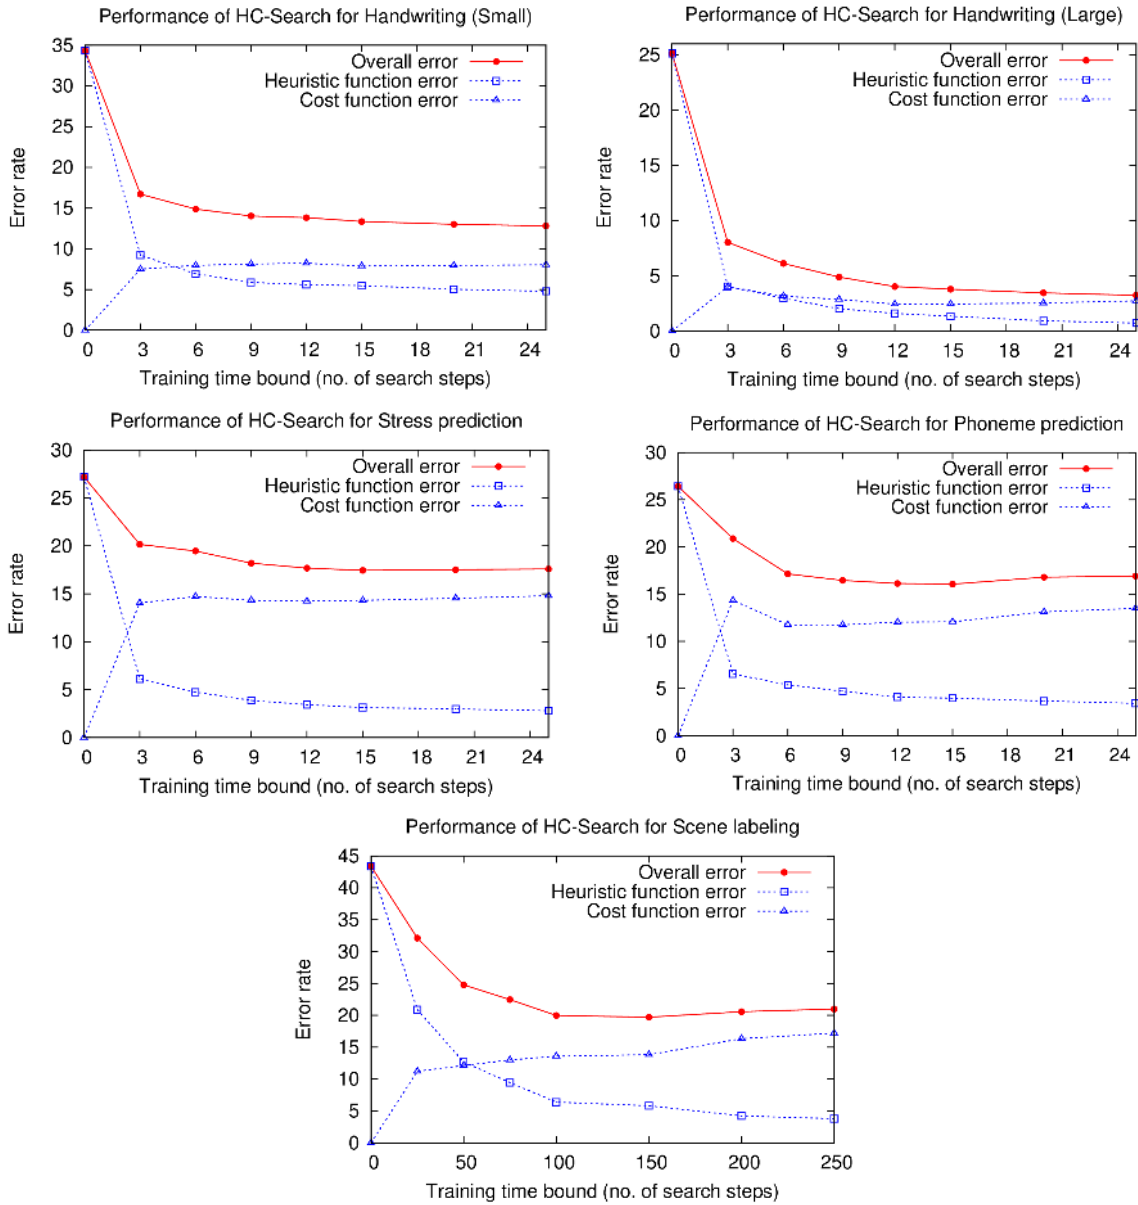 Performance of HC-Search for Handwriting (Small)
35
30
25
20
15
10
5
0
Error rate
Overall error
Heuristic function error
Cost function error
0 3 6 9 12 15 18 21 24
Training time bound (no. of search steps)
Performance of HC-Search for Handwriting (Large)
25
20
15
10
5
0
Error rate
Overall error
Heuristic function error
Cost function error
0 3 6 9 12 15 18 21 24
Training time bound (no. of search steps)
Performance of HC-Search for Stress prediction
30
25
20
15
10
5
0
Error rate
Overall error
Heuristic function error
Cost function error
0 3 6 9 12 15 18 21 24
Training time bound (no. of search steps)
Performance of HC-Search for Phoneme prediction
30
25
20
15
10
5
0
Error rate
Overall error
Heuristic function error
Cost function error
0 3 6 9 12 15 18 21 24
Training time bound (no. of search steps)
Performance of HC-Search for Scene labeling
45
40
35
30
25
20
15
10
5
0
Error rate
Overall error
Heuristic function error
Cost function error
0 50 100 150 200 250
Training time bound (no. of search steps)